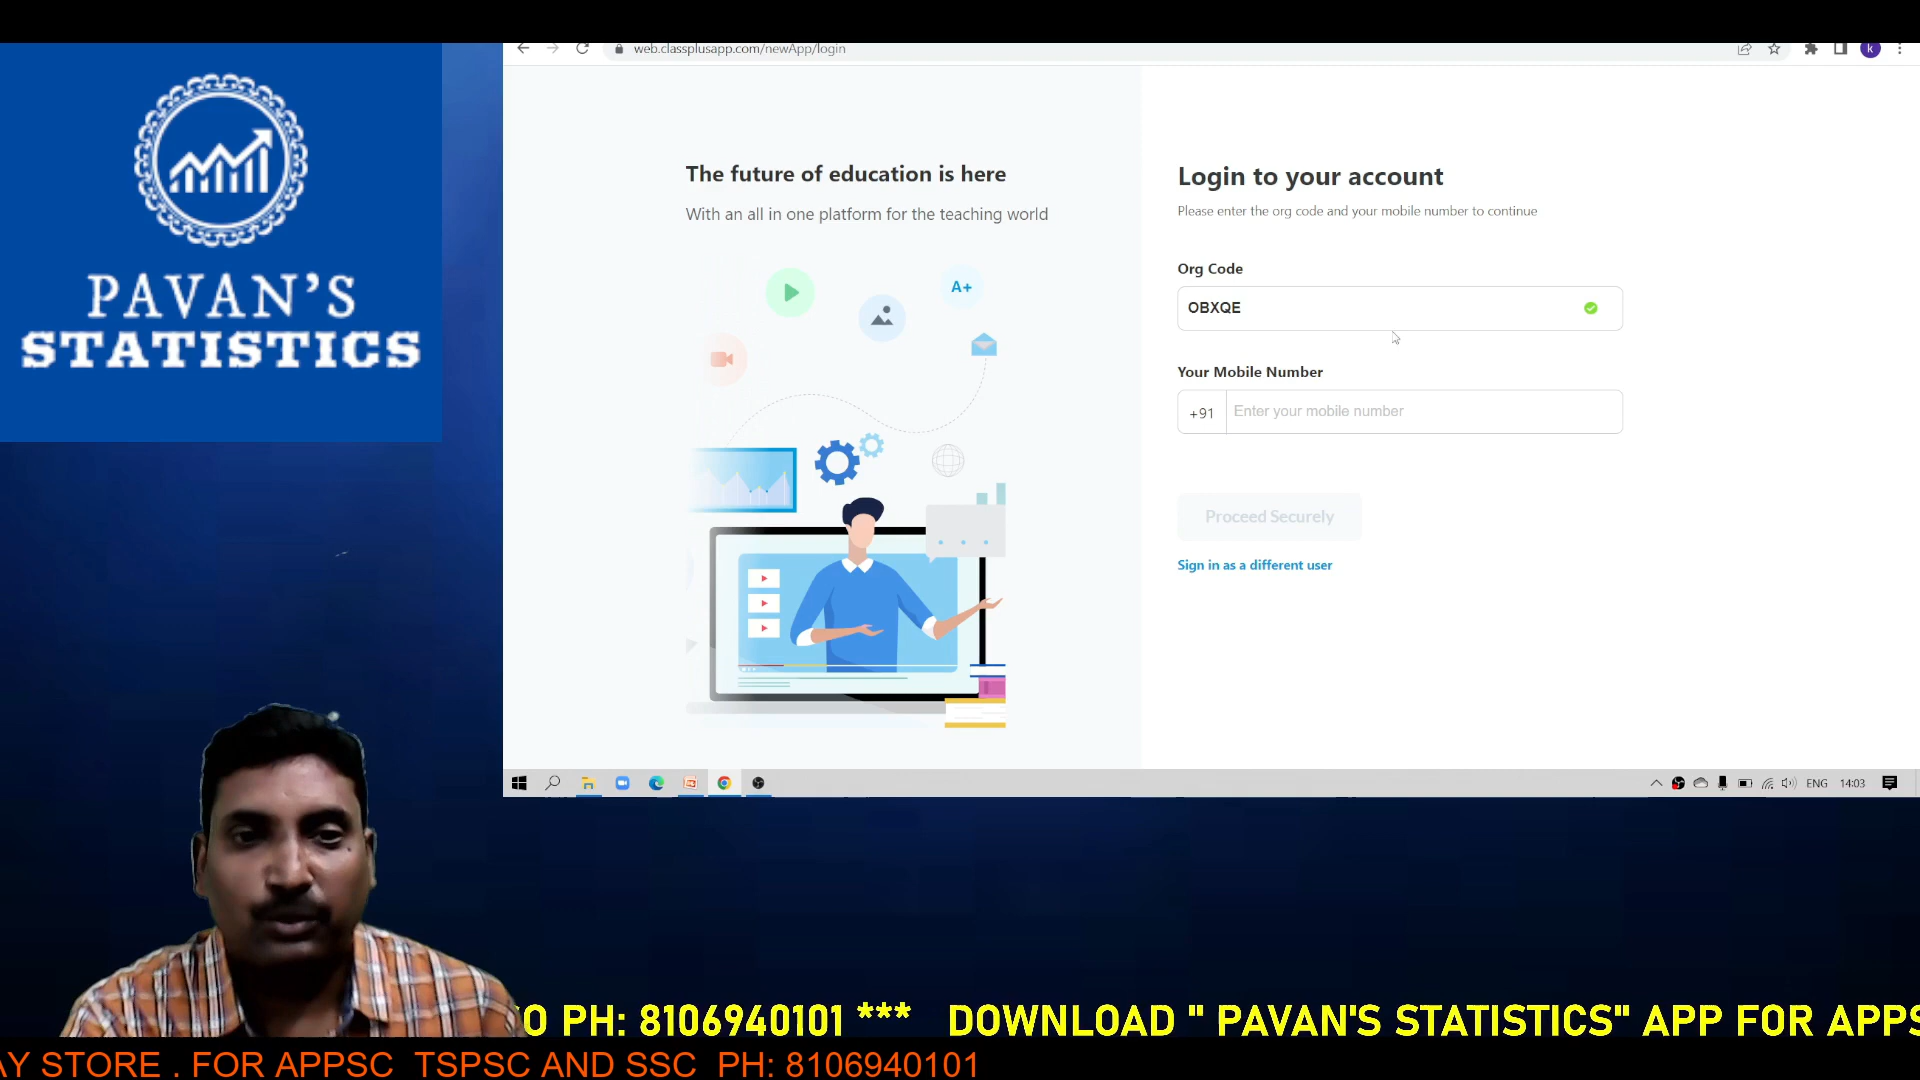 PAVAN'S
STATISTICS
web.classplusapp.com/newApp/login
k
The future of education is here
With an all in one platform for the teaching world
A+
Login to your account
Please enter the org code and your mobile number to continue
Org Code
OBXQE
Your Mobile Number
+91
Enter your mobile number
Proceed Securely
Sign in as a different user
ENG
14:03
O PH: 8106940101 *** DOWNLOAD " PAVAN'S STATISTICS" APP FOR APPS
AY STORE . FOR APPSC TSPSC AND SSC PH: 8106940101